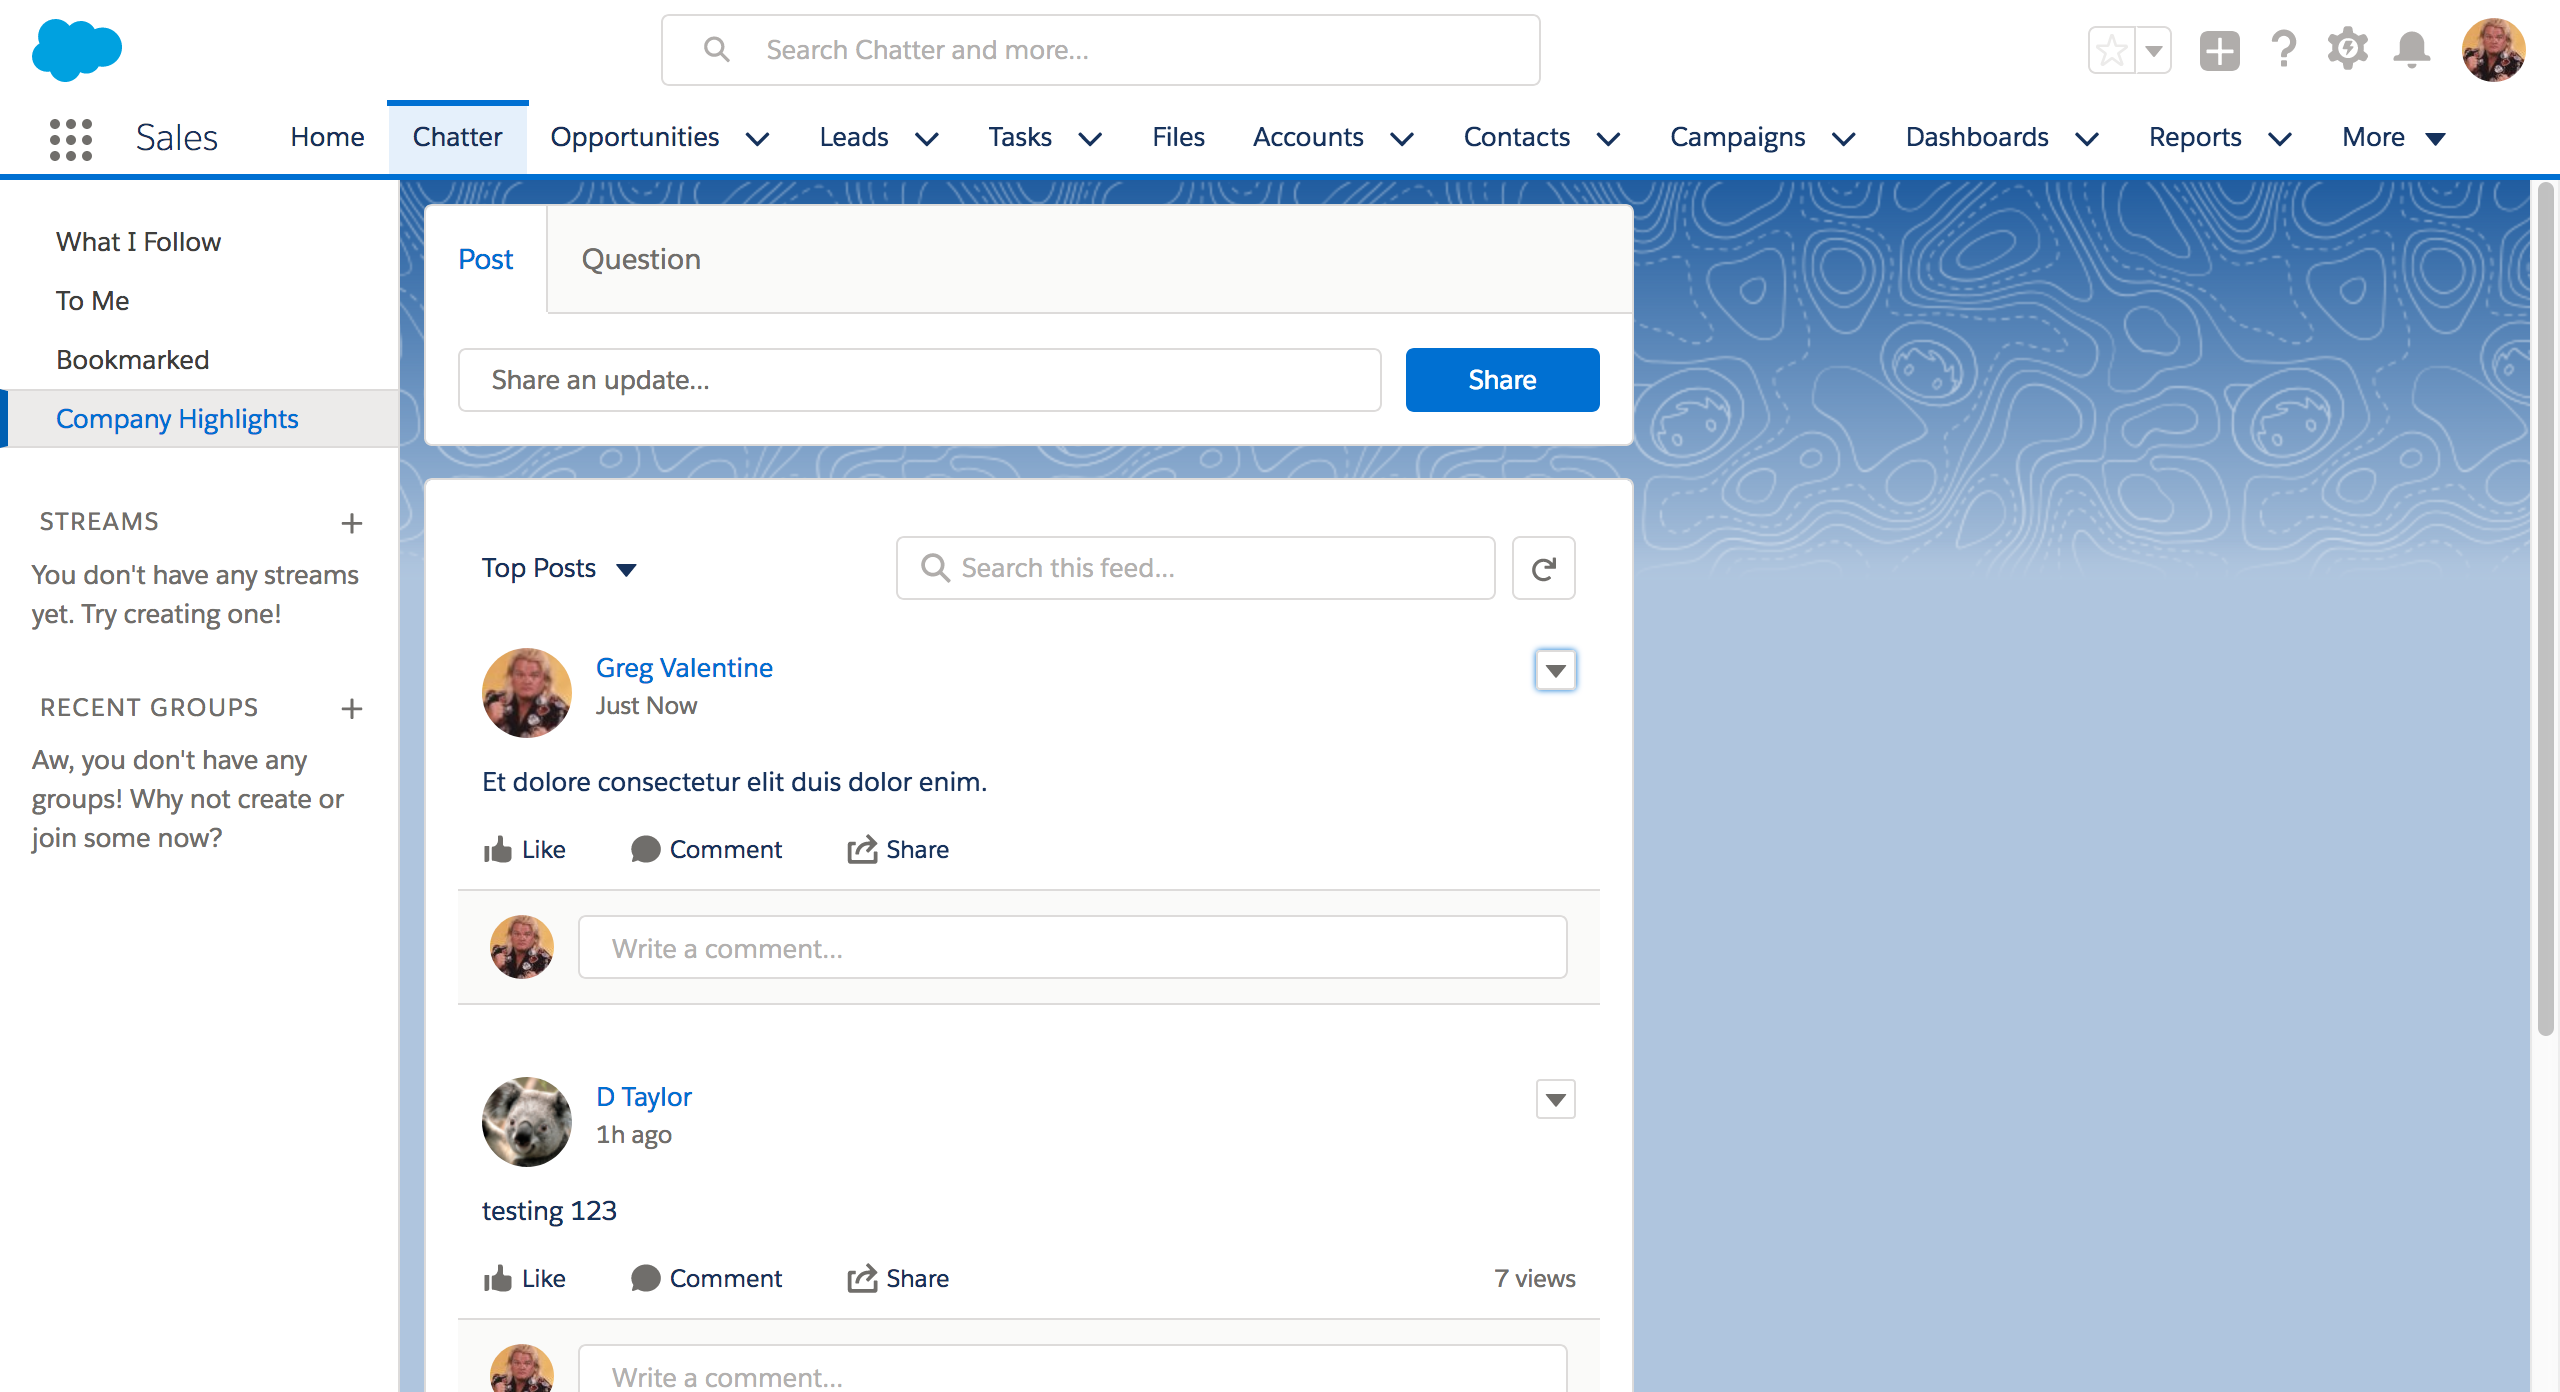 Search Chatter and more...
Sales Home Chatter Opportunities Leads Tasks Files Accounts Contacts Campaigns Dashboards Reports More
What I Follow
To Me
Bookmarked
Company Highlights
STREAMS
You don't have any streams
yet. Try creating one!
RECENT GROUPS
Aw, you don't have any
groups! Why not create or
join some now?
Post Question
Share an update... Share
Top Posts Search this feed...
Greg Valentine
Just Now
Et dolore consectetur elit duis dolor enim.
Like Comment Share
Write a comment...
D Taylor
1h ago
testing 123
Like Comment Share 7 views
Write a comment...